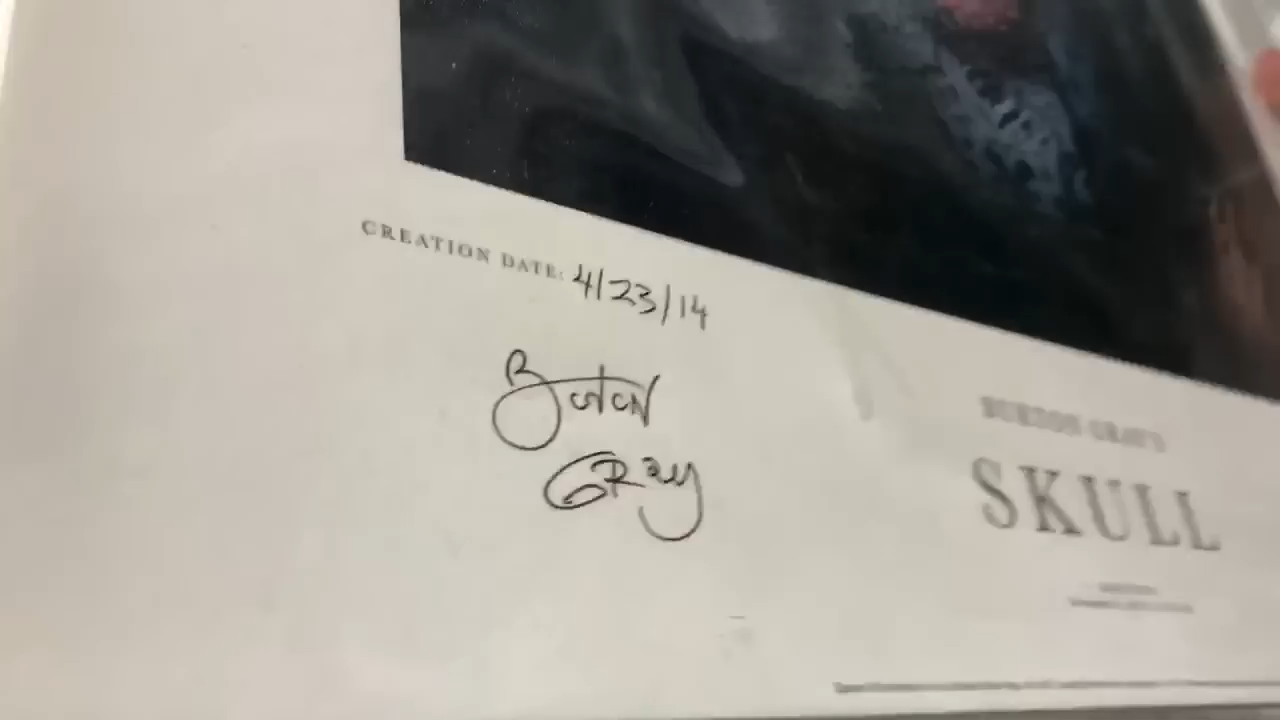 CREATION DATE: 4/23/14
Burton
Gray
BURTON GRAY'S
SKULL